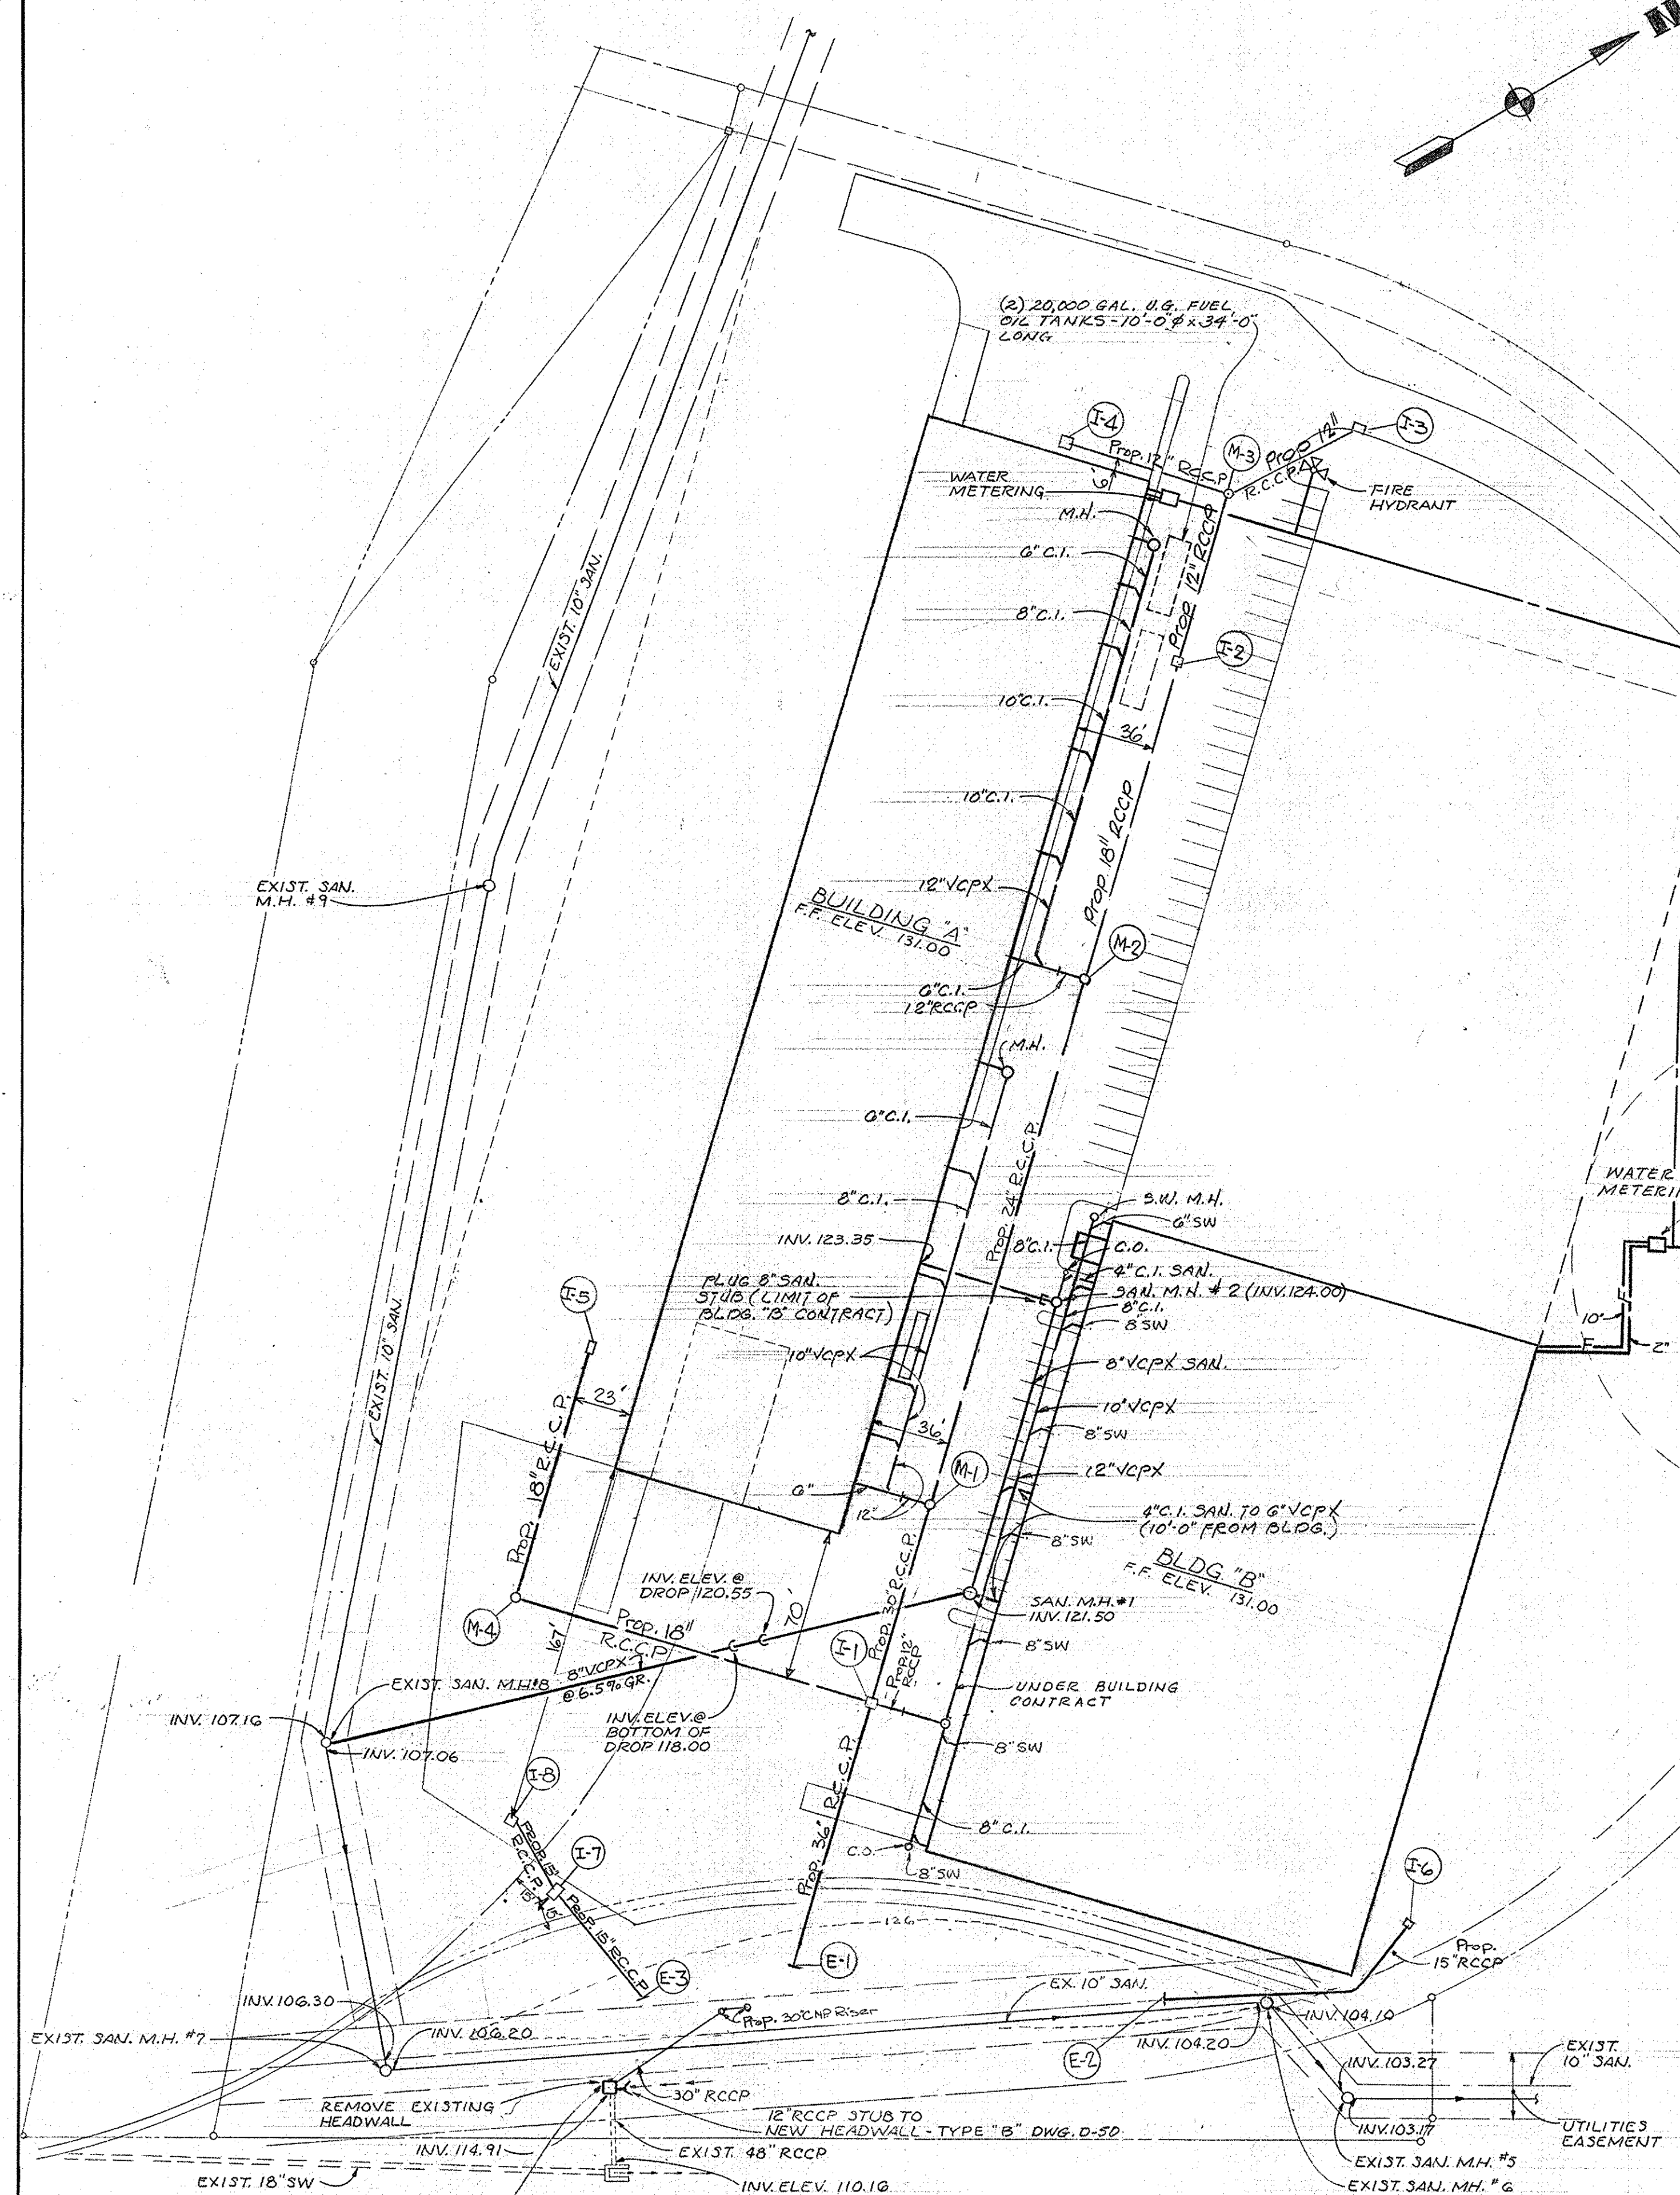 N
(2) 20,000 GAL. U.G. FUEL
OIL TANKS - 10'-0"φ x 34'-0"
LONG
I-4
Prop. 12" RCCP
6'
M-3
Prop 12"
R.C.C.P.
I-3
WATER
METERING
FIRE
HYDRANT
M.H.
6" C.I.
Prop 12" RCCP
EXIST. 10" SAN.
8" C.I.
I-2
10" C.I.
36'
10" C.I.
Prop. 18" RCCP
EXIST. SAN.
M.H. #9
12" VCPX
BUILDING "A"
F.F. ELEV. 131.00
M-2
6" C.I.
12" RCCP
M.H.
6" C.I.
Prop. 24" R.C.C.P.
WATER
8" C.I.
S.W. M.H.
6" SW
INV. 123.35
8" C.I.
C.O.
4" C.I. SAN.
PLUG 8" SAN.
STUB (LIMIT OF
BLDG. "B" CONTRACT)
SAN. M.H. #2 (INV. 124.00)
8" C.I.
8" SW
I-5
10'
F
F
2"
10" VCPX
8" VCPX SAN.
EXIST. 10" SAN.
23'
10" VCPX
36'
8" SW
Prop. 18" R.C.C.P.
M-1
12" VCPX
6"
12"
4" C.I. SAN. TO 6" VCPX
(10'-0" FROM BLDG.)
8" SW
BLDG. "B"
F.F. ELEV. 131.00
INV. ELEV. @
DROP 120.55
Prop. 30" R.C.C.P.
SAN. M.H. #1
INV. 121.50
70'
M-4
Prop. 18"
R.C.C.P.
167'
I-1
Prop. 12"
RCCP
8" SW
8" VCPX
@ 6.5% GR.
EXIST. SAN. M.H. #8
UNDER BUILDING
CONTRACT
INV. 107.16
INV. ELEV. @
BOTTOM OF
DROP 118.00
INV. 107.06
8" SW
I-8
Prop. 36" R.C.C.P.
8" C.I.
Prop. 15"
R.C.C.P.
I-7
C.O.
8" SW
I-6
15'
15'
Prop. 15" R.C.C.P.
126
E-1
Prop.
15" RCCP
E-3
EX. 10" SAN.
INV. 106.30
Prop. 30" CMP Riser
INV. 104.10
EXIST. SAN. M.H. #7
INV. 106.20
INV. 104.20
E-2
INV. 103.27
EXIST.
10" SAN.
30" RCCP
REMOVE EXISTING
HEADWALL
12" RCCP STUB TO
NEW HEADWALL - TYPE "B" DWG. D-50
INV. 103.17
UTILITIES
EASEMENT
INV. 114.91
EXIST. 48" RCCP
EXIST. SAN. M.H. #5
EXIST. 18" SW
INV. ELEV. 110.16
EXIST. SAN. MH. #6